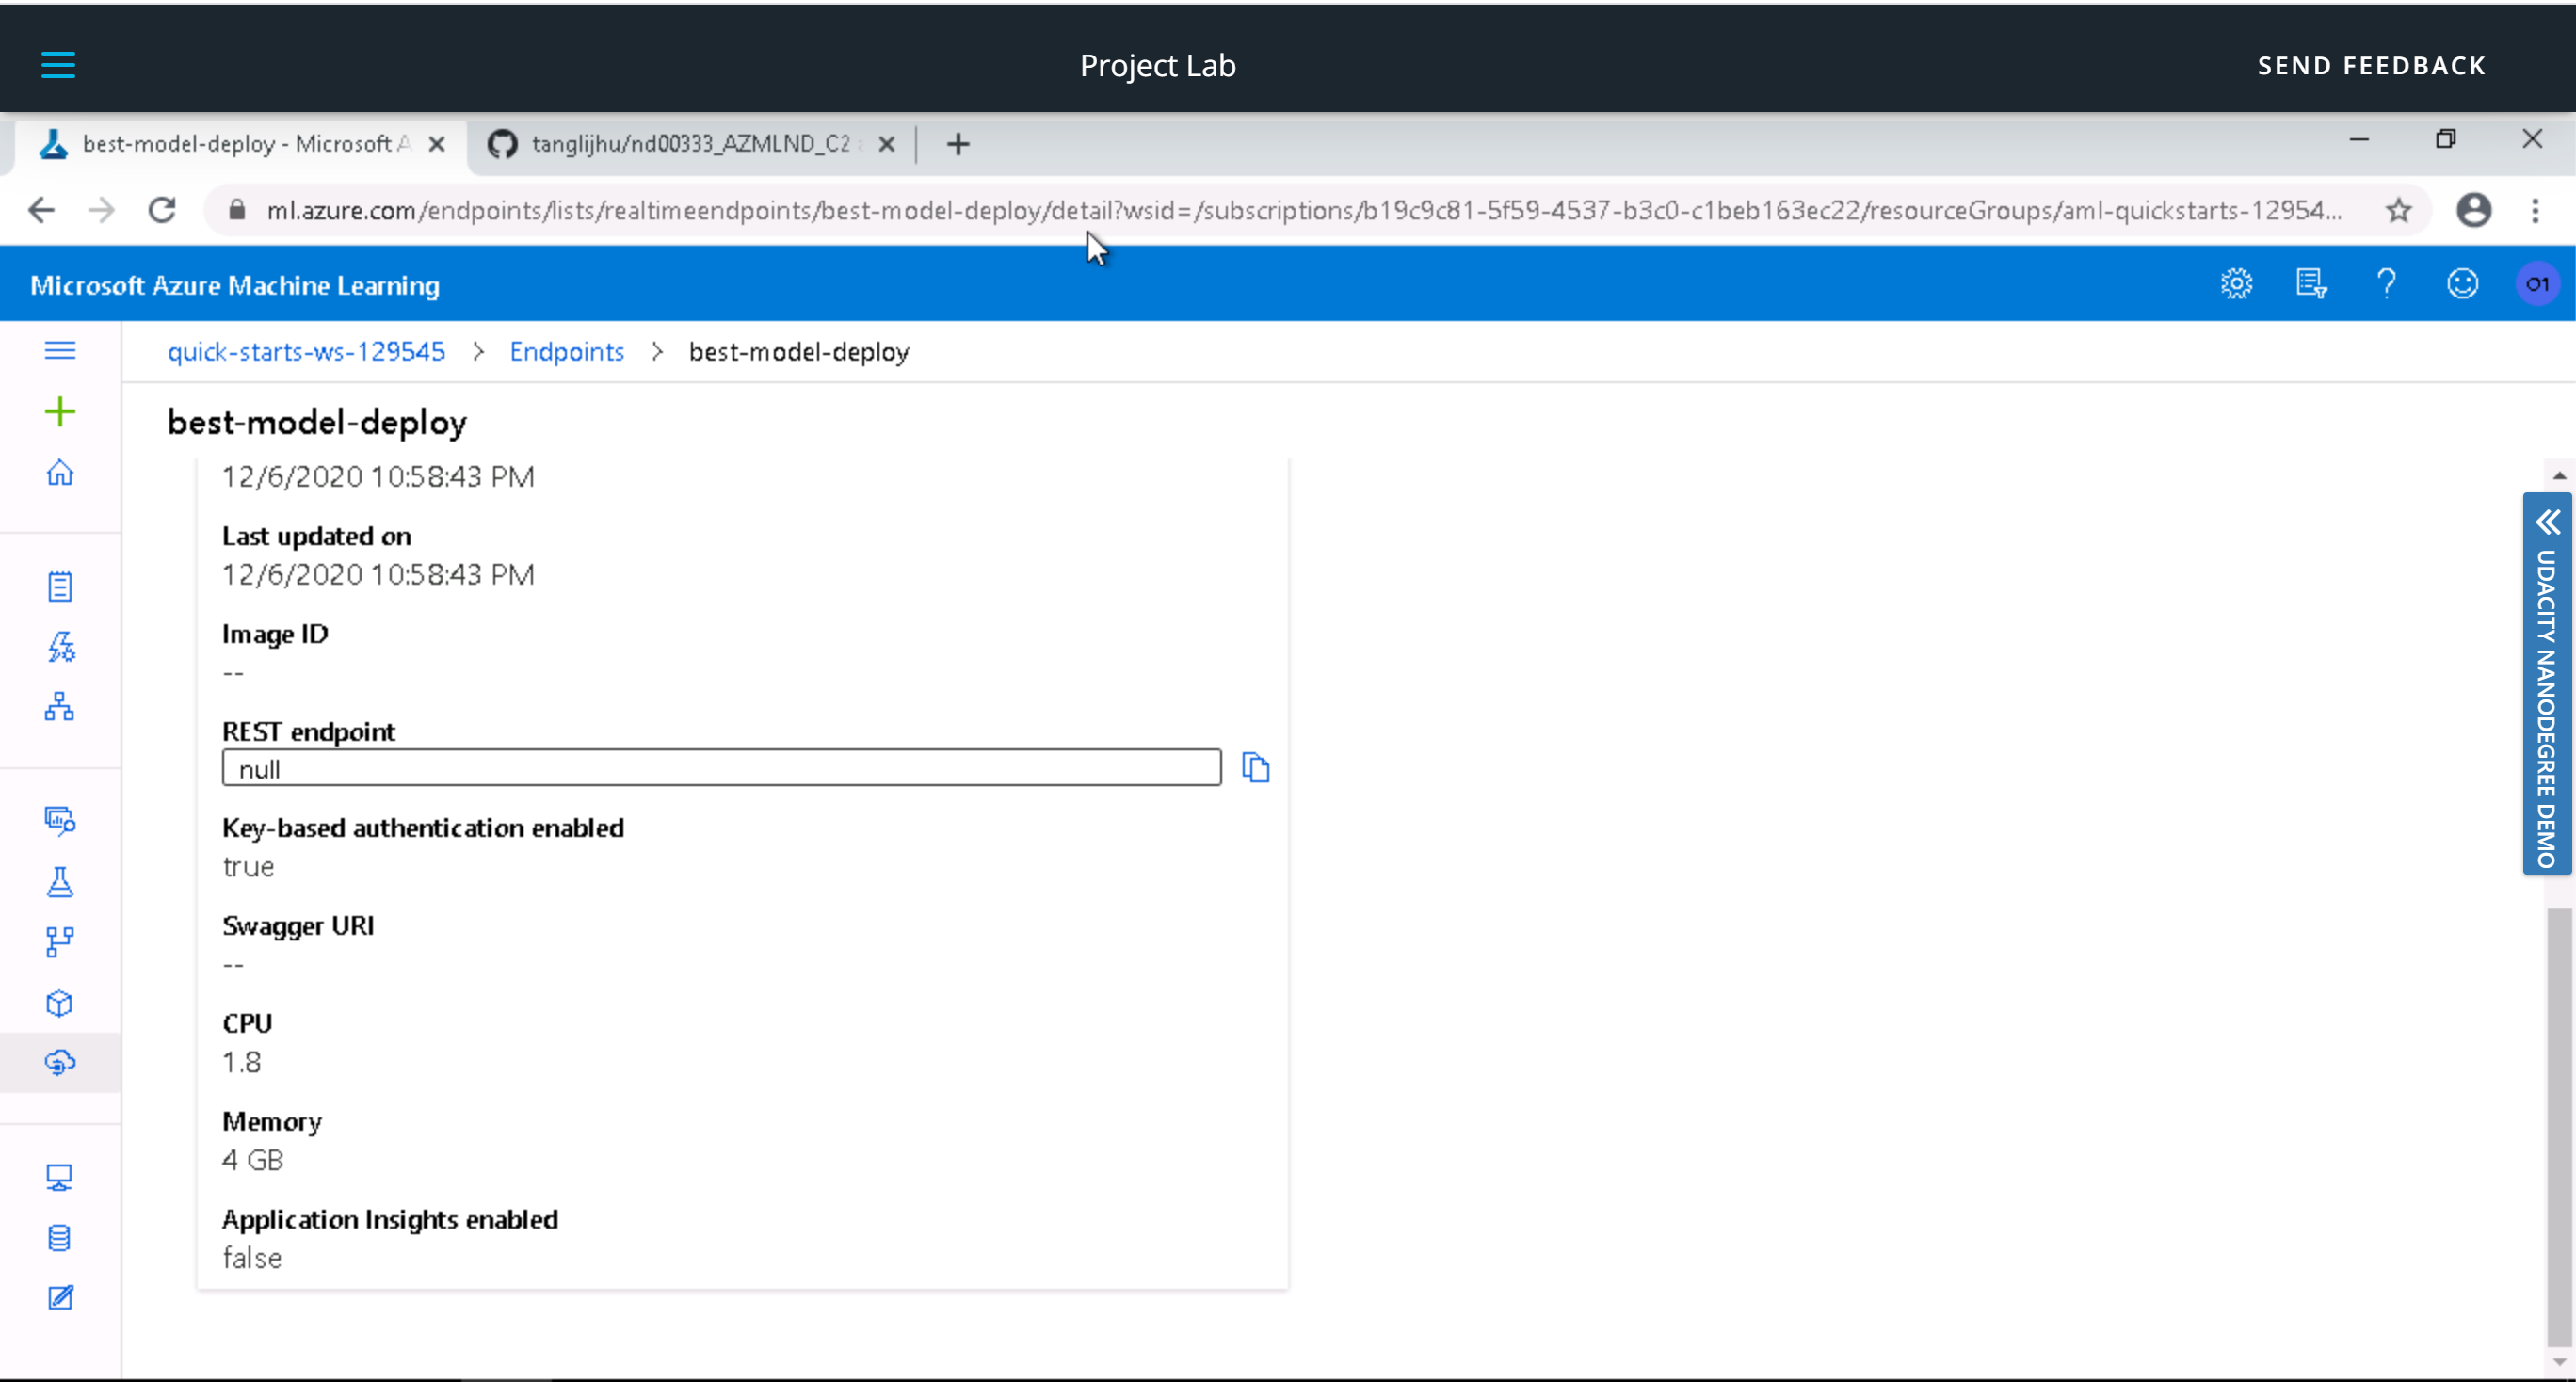 Project Lab
SEND FEEDBACK
best-model-deploy - Microsoft A
tanglijhu/nd00333_AZMLND_C2
ml.azure.com/endpoints/lists/realtimeendpoints/best-model-deploy/detail?wsid=/subscriptions/b19c9c81-5f59-4537-b3c0-c1beb163ec22/resourceGroups/aml-quickstarts-12954...
Microsoft Azure Machine Learning
O1
quick-starts-ws-129545 > Endpoints > best-model-deploy
best-model-deploy
12/6/2020 10:58:43 PM
Last updated on
12/6/2020 10:58:43 PM
Image ID
--
REST endpoint
null
Key-based authentication enabled
true
Swagger URI
--
CPU
1.8
Memory
4 GB
Application Insights enabled
false
UDACITY NANODEGREE DEMO